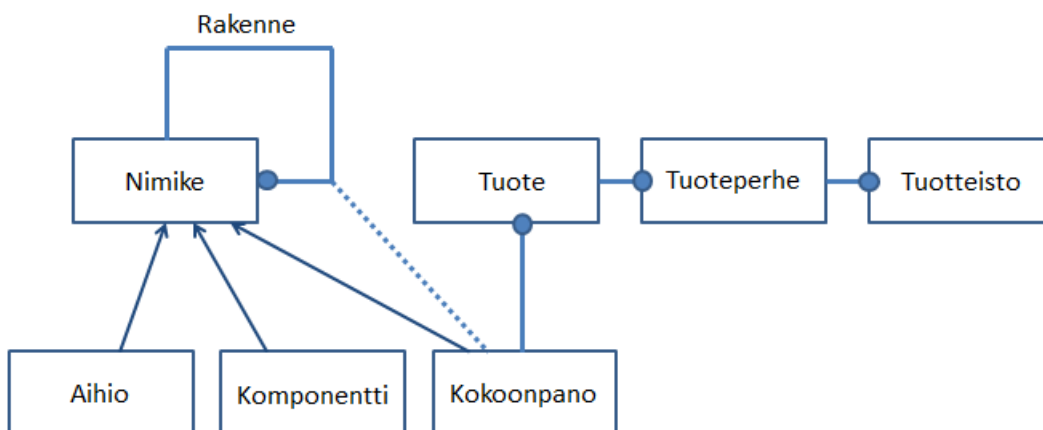 Rakenne
Nimike
Tuote
Tuoteperhe
Tuotteisto
Aihio
Komponentti
Kokoonpano